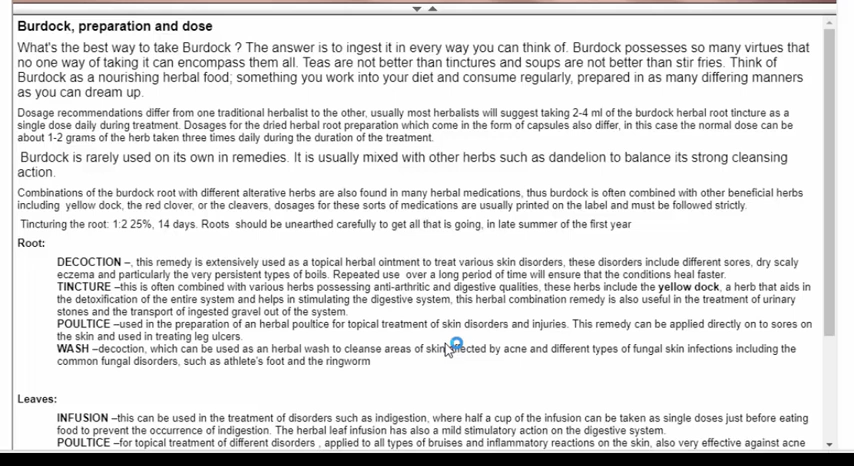 Burdock, preparation and dose
What's the best way to take Burdock ? The answer is to ingest it in every way you can think of. Burdock possesses so many virtues that
no one way of taking it can encompass them all. Teas are not better than tinctures and soups are not better than stir fries. Think of
Burdock as a nourishing herbal food; something you work into your diet and consume regularly, prepared in as many differing manners
as you can dream up.
Dosage recommendations differ from one traditional herbalist to the other, usually most herbalists will suggest taking 2-4 ml of the burdock herbal root tincture as a
single dose daily during treatment. Dosages for the dried herbal root preparation which come in the form of capsules also differ, in this case the normal dose can be
about 1-2 grams of the herb taken three times daily during the duration of the treatment.
Burdock is rarely used on its own in remedies. It is usually mixed with other herbs such as dandelion to balance its strong cleansing
action.
Combinations of the burdock root with different alterative herbs are also found in many herbal medications, thus burdock is often combined with other beneficial herbs
including yellow dock, the red clover, or the cleavers, dosages for these sorts of medications are usually printed on the label and must be followed strictly.
Tincturing the root: 1:2 25%, 14 days. Roots should be unearthed carefully to get all that is going, in late summer of the first year
Root:
DECOCTION –, this remedy is extensively used as a topical herbal ointment to treat various skin disorders, these disorders include different sores, dry scaly
eczema and particularly the very persistent types of boils. Repeated use over a long period of time will ensure that the conditions heal faster.
TINCTURE –this is often combined with various herbs possessing anti-arthritic and digestive qualities, these herbs include the yellow dock, a herb that aids in
the detoxification of the entire system and helps in stimulating the digestive system, this herbal combination remedy is also useful in the treatment of urinary
stones and the transport of ingested gravel out of the system.
POULTICE –used in the preparation of an herbal poultice for topical treatment of skin disorders and injuries. This remedy can be applied directly on to sores on
the skin and used in treating leg ulcers.
WASH –decoction, which can be used as an herbal wash to cleanse areas of skin affected by acne and different types of fungal skin infections including the
common fungal disorders, such as athlete's foot and the ringworm
Leaves:
INFUSION –this can be used in the treatment of disorders such as indigestion, where half a cup of the infusion can be taken as single doses just before eating
food to prevent the occurrence of indigestion. The herbal leaf infusion has also a mild stimulatory action on the digestive system.
POULTICE –for topical treatment of different disorders , applied to all types of bruises and inflammatory reactions on the skin, also very effective against acne